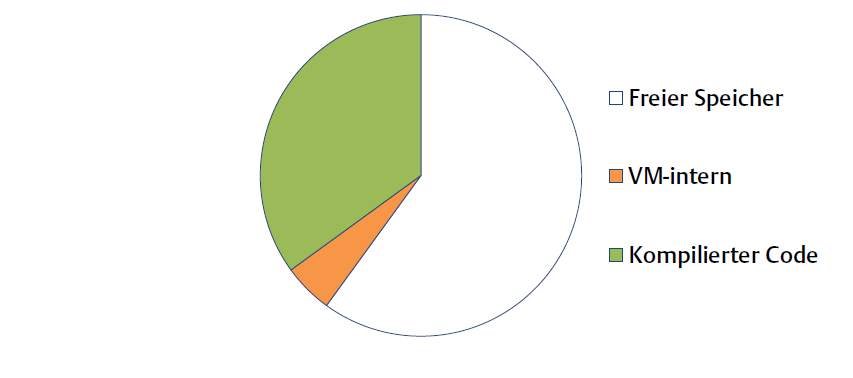 Freier Speicher
VM-intern
Kompilierter Code